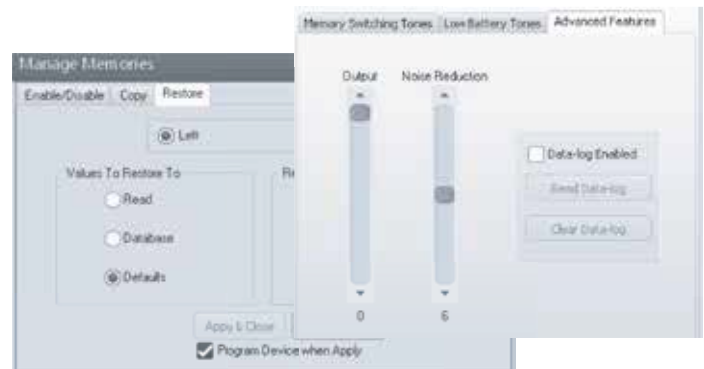 Manage Memories
Enable/Disable Copy Restore
Left
Values To Restore To
Re
Read
Database
Defaults
Apply & Close
Program Device when Apply
Memory Switching Tones Low Battery Tones Advanced Features
Output Noise Reduction
0 6
Data-log Enabled
Read Data-log
Clear Data-log